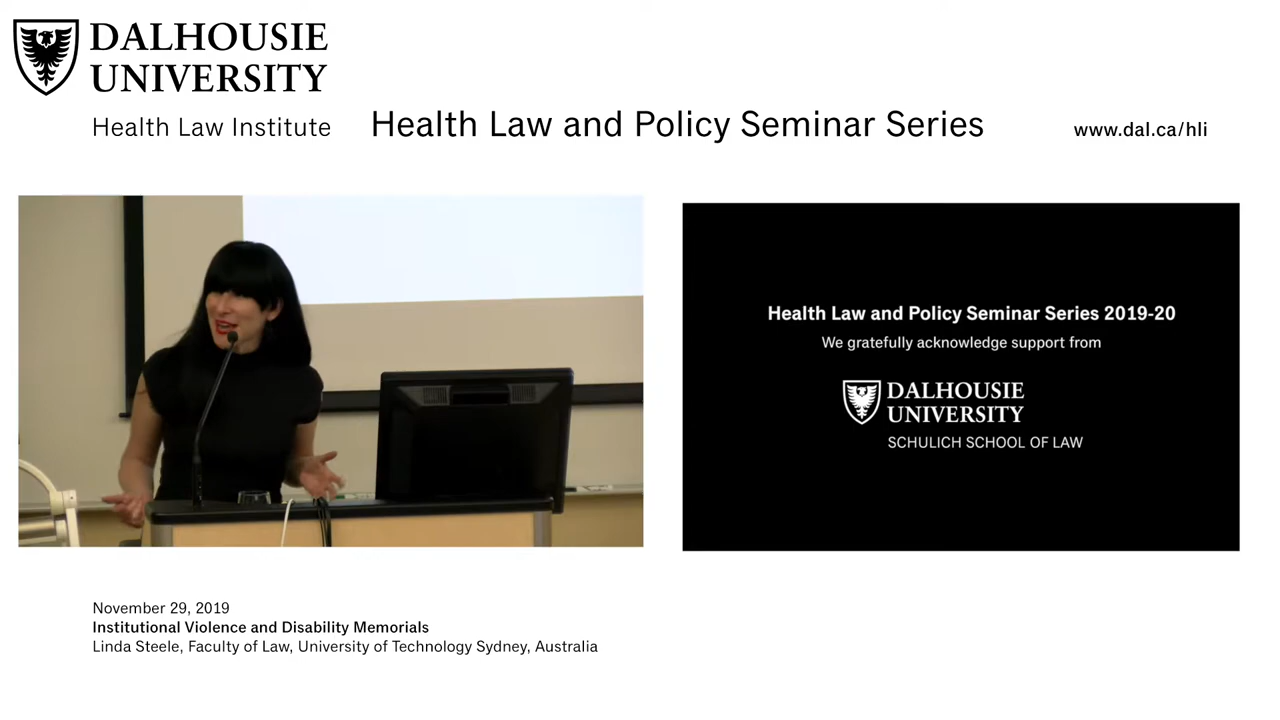 DALHOUSIE
UNIVERSITY
Health Law Institute
Health Law and Policy Seminar Series
www.dal.ca/hli
Health Law and Policy Seminar Series 2019-20
We gratefully acknowledge support from
DALHOUSIE
UNIVERSITY
SCHULICH SCHOOL OF LAW
November 29, 2019
Institutional Violence and Disability Memorials
Linda Steele, Faculty of Law, University of Technology Sydney, Australia